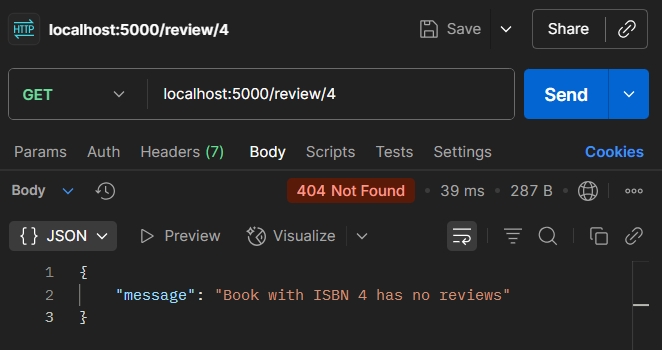 HTTP localhost:5000/review/4 Save Share
GET localhost:5000/review/4 Send
Params Auth Headers (7) Body Scripts Tests Settings Cookies
Body 404 Not Found • 39 ms • 287 B •
{} JSON Preview Visualize
1 {
2 "message": "Book with ISBN 4 has no reviews"
3 }